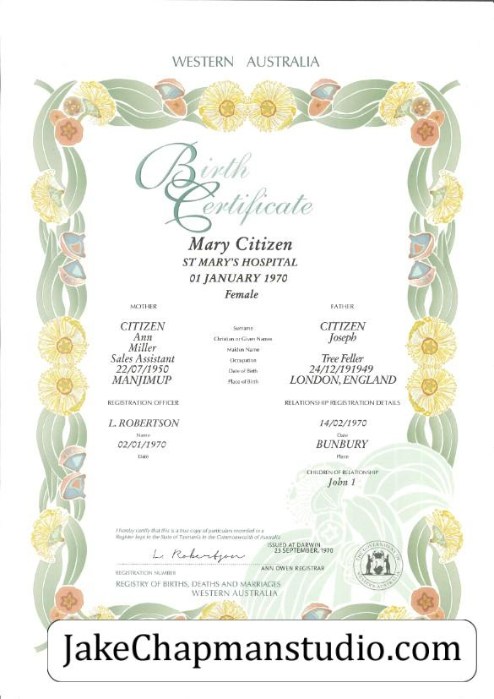 WESTERN AUSTRALIA
Birth
Certificate
Mary Citizen
ST MARY'S HOSPITAL
01 JANUARY 1970
Female
MOTHER FATHER
CITIZEN Surname CITIZEN
Ann Christian or Given Names Joseph
Miller Maiden Name
Sales Assistant Occupation Tree Feller
22/07/1950 Date of Birth 24/12/191949
MANJIMUP Place of Birth LONDON, ENGLAND
REGISTRATION OFFICER RELATIONSHIP REGISTRATION DETAILS
L. ROBERTSON 14/02/1970
Name Date
02/01/1970 BUNBURY
Date Place
CHILDREN OF RELATIONSHIP
John 1
I hereby certify that this is a true copy of particulars recorded in a
Register kept in the State of Tasmania in the Commonwealth of Australia
ISSUED AT DARWIN
23 SEPTEMBER, 1970
L. Robertson
ANN OWEN REGISTRAR
REGISTRATION NUMBER
REGISTRY OF BIRTHS, DEATHS AND MARRIAGES
WESTERN AUSTRALIA
JakeChapmanstudio.com